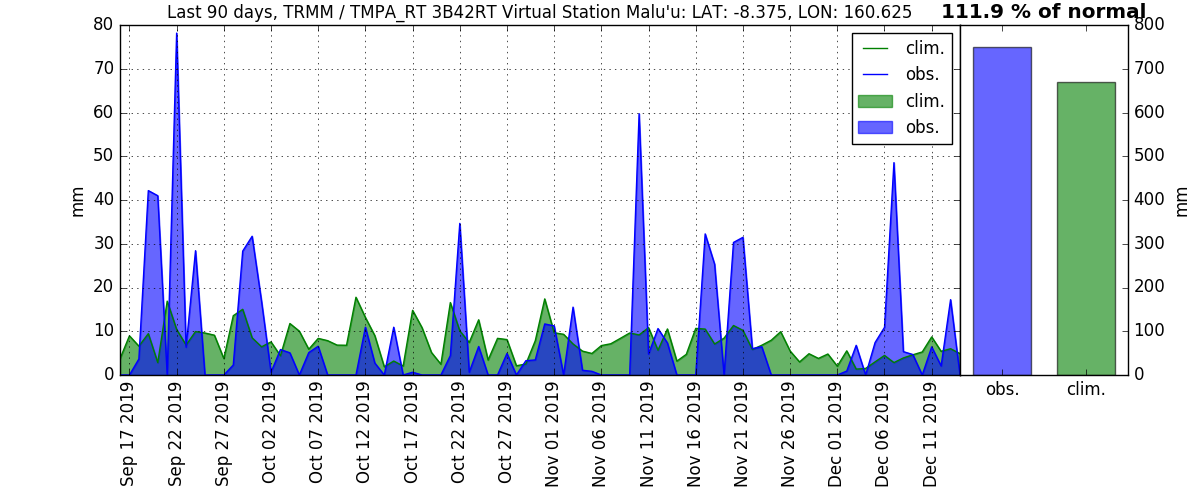 Last 90 days, TRMM / TMPA_RT 3B42RT Virtual Station Malu'u: LAT: -8.375, LON: 160.625
111.9 % of normal
80
70
60
50
40
30
20
10
0
mm
clim.
obs.
clim.
obs.
800
700
600
500
400
300
200
100
0
mm
obs.
clim.
Sep 17 2019
Sep 22 2019
Sep 27 2019
Oct 02 2019
Oct 07 2019
Oct 12 2019
Oct 17 2019
Oct 22 2019
Oct 27 2019
Nov 01 2019
Nov 06 2019
Nov 11 2019
Nov 16 2019
Nov 21 2019
Nov 26 2019
Dec 01 2019
Dec 06 2019
Dec 11 2019